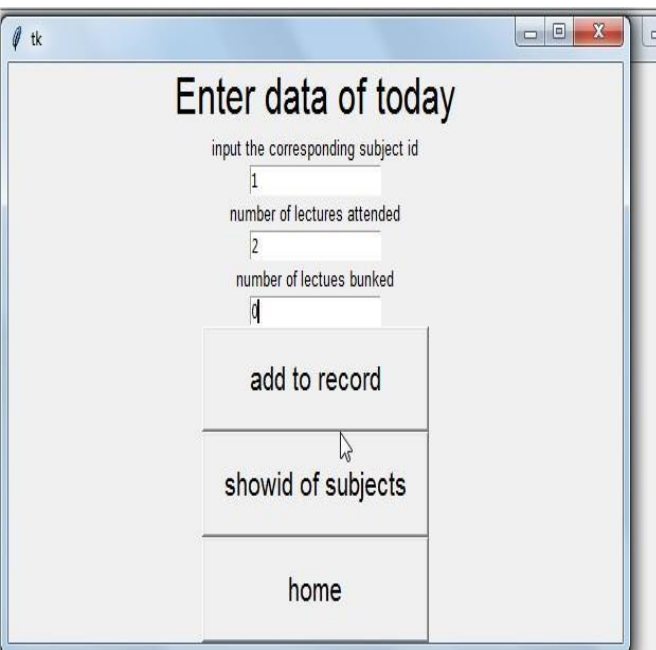 tk
Enter data of today
input the corresponding subject id
1
number of lectures attended
2
number of lectues bunked
0
add to record
showid of subjects
home